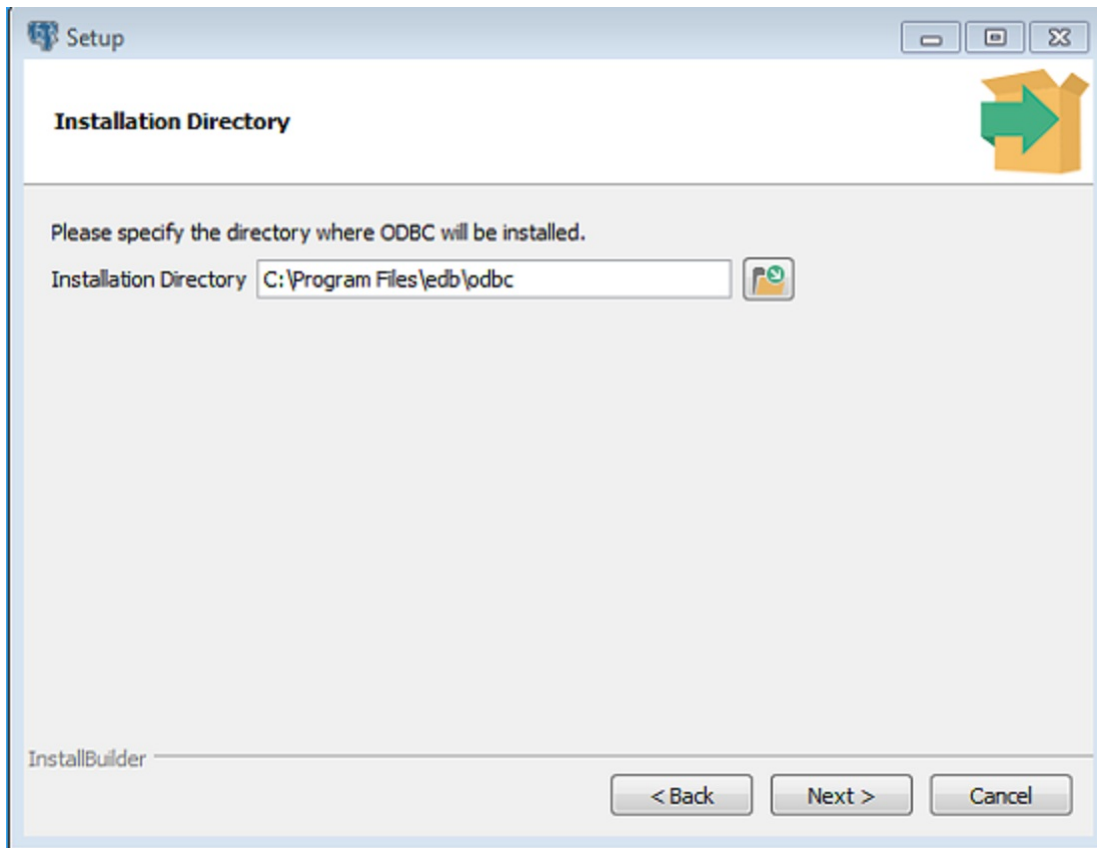 Setup
Installation Directory
Please specify the directory where ODBC will be installed.
Installation Directory C:\Program Files\edb\odbc
InstallBuilder
< Back Next > Cancel